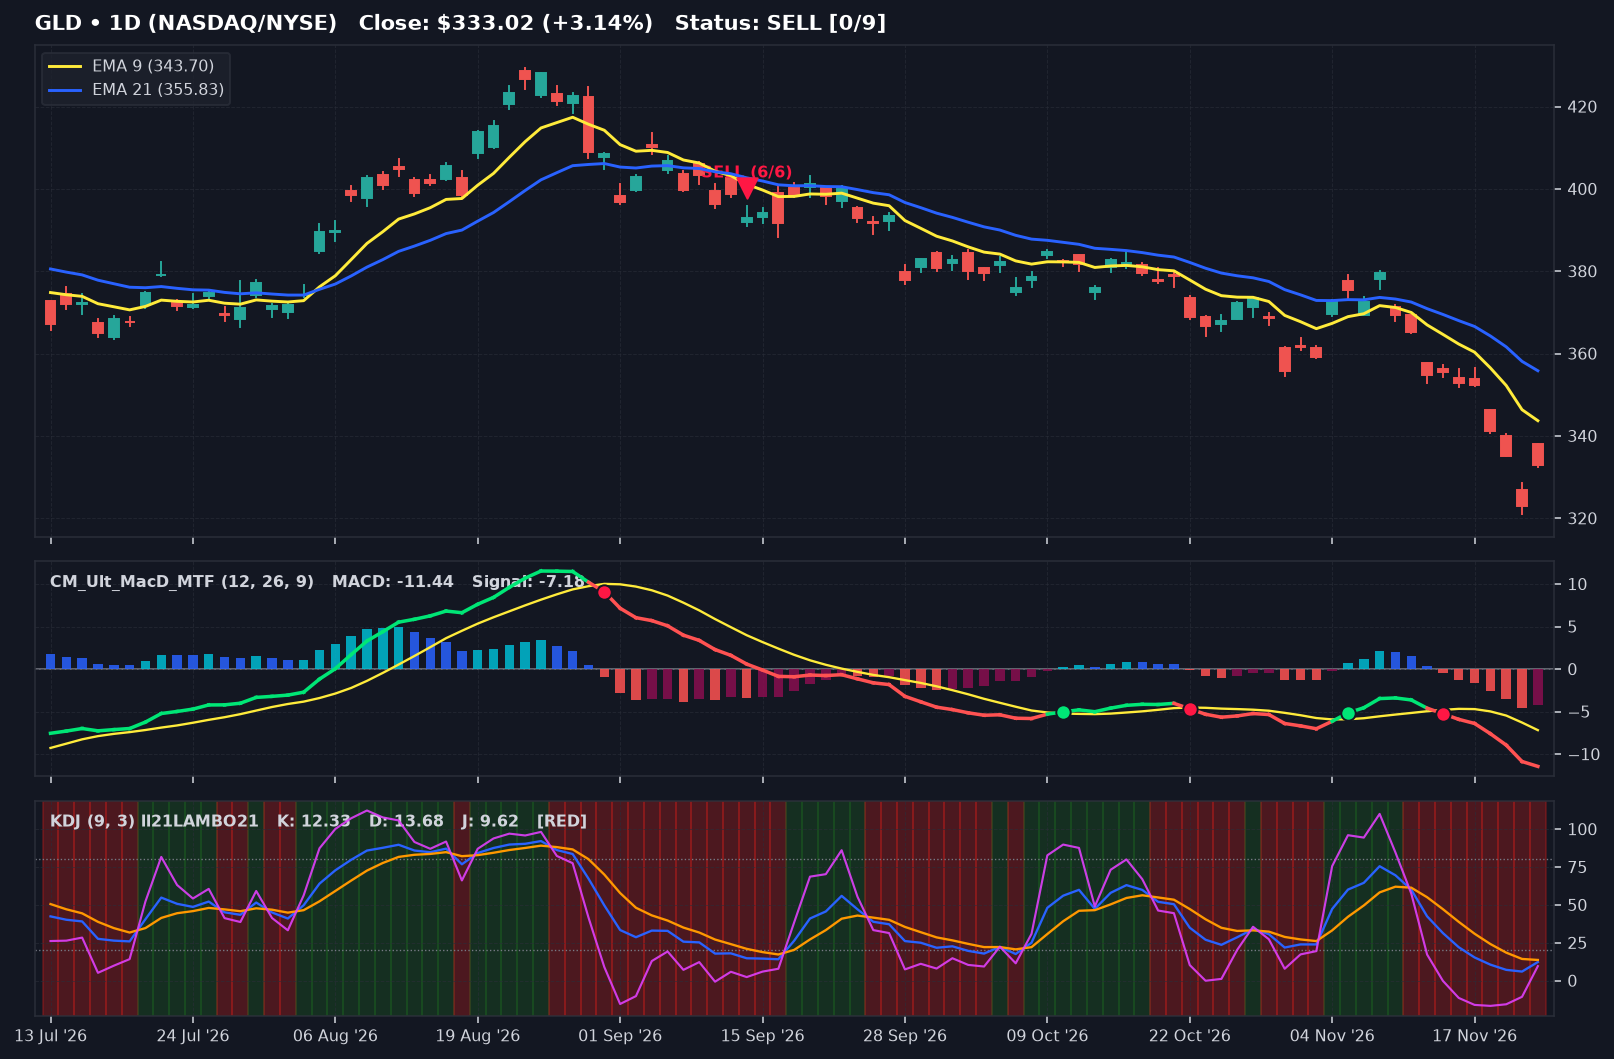 GLD • 1D (NASDAQ/NYSE)   Close: $333.02 (+3.14%)   Status: SELL [0/9]
EMA 9 (343.70)
EMA 21 (355.83)
SELL (6/6)
420
400
380
360
340
320
CM_Ult_MacD_MTF (12, 26, 9)   MACD: -11.44   Signal: -7.18
10
5
0
−5
−10
KDJ (9, 3) II21LAMBO21   K: 12.33   D: 13.68   J: 9.62   [RED]
100
75
50
25
0
13 Jul '26
24 Jul '26
06 Aug '26
19 Aug '26
01 Sep '26
15 Sep '26
28 Sep '26
09 Oct '26
22 Oct '26
04 Nov '26
17 Nov '26